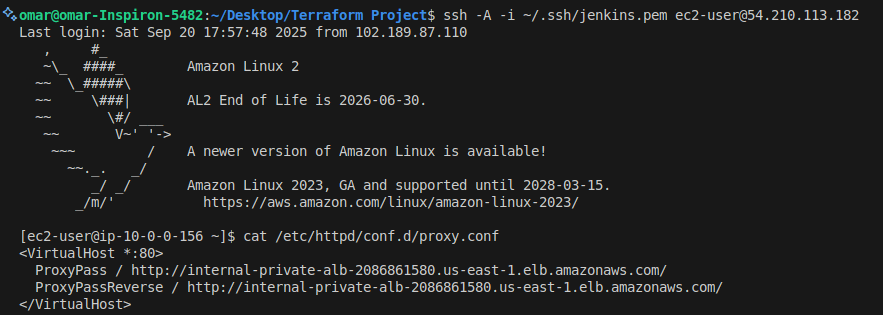 omar@omar-Inspiron-5482:~/Desktop/Terraform Project$ ssh -A -i ~/.ssh/jenkins.pem ec2-user@54.210.113.182
Last login: Sat Sep 20 17:57:48 2025 from 102.189.87.110
   ,     #_
   ~\_  ####_        Amazon Linux 2
  ~~  \_#####\
  ~~     \###|       AL2 End of Life is 2026-06-30.
  ~~       \#/ ___
   ~~       V~' '->
    ~~~         /    A newer version of Amazon Linux is available!
      ~~._.   _/
         _/ _/       Amazon Linux 2023, GA and supported until 2028-03-15.
       _/m/'           https://aws.amazon.com/linux/amazon-linux-2023/
[ec2-user@ip-10-0-0-156 ~]$ cat /etc/httpd/conf.d/proxy.conf
<VirtualHost *:80>
  ProxyPass / http://internal-private-alb-2086861580.us-east-1.elb.amazonaws.com/
  ProxyPassReverse / http://internal-private-alb-2086861580.us-east-1.elb.amazonaws.com/
</VirtualHost>